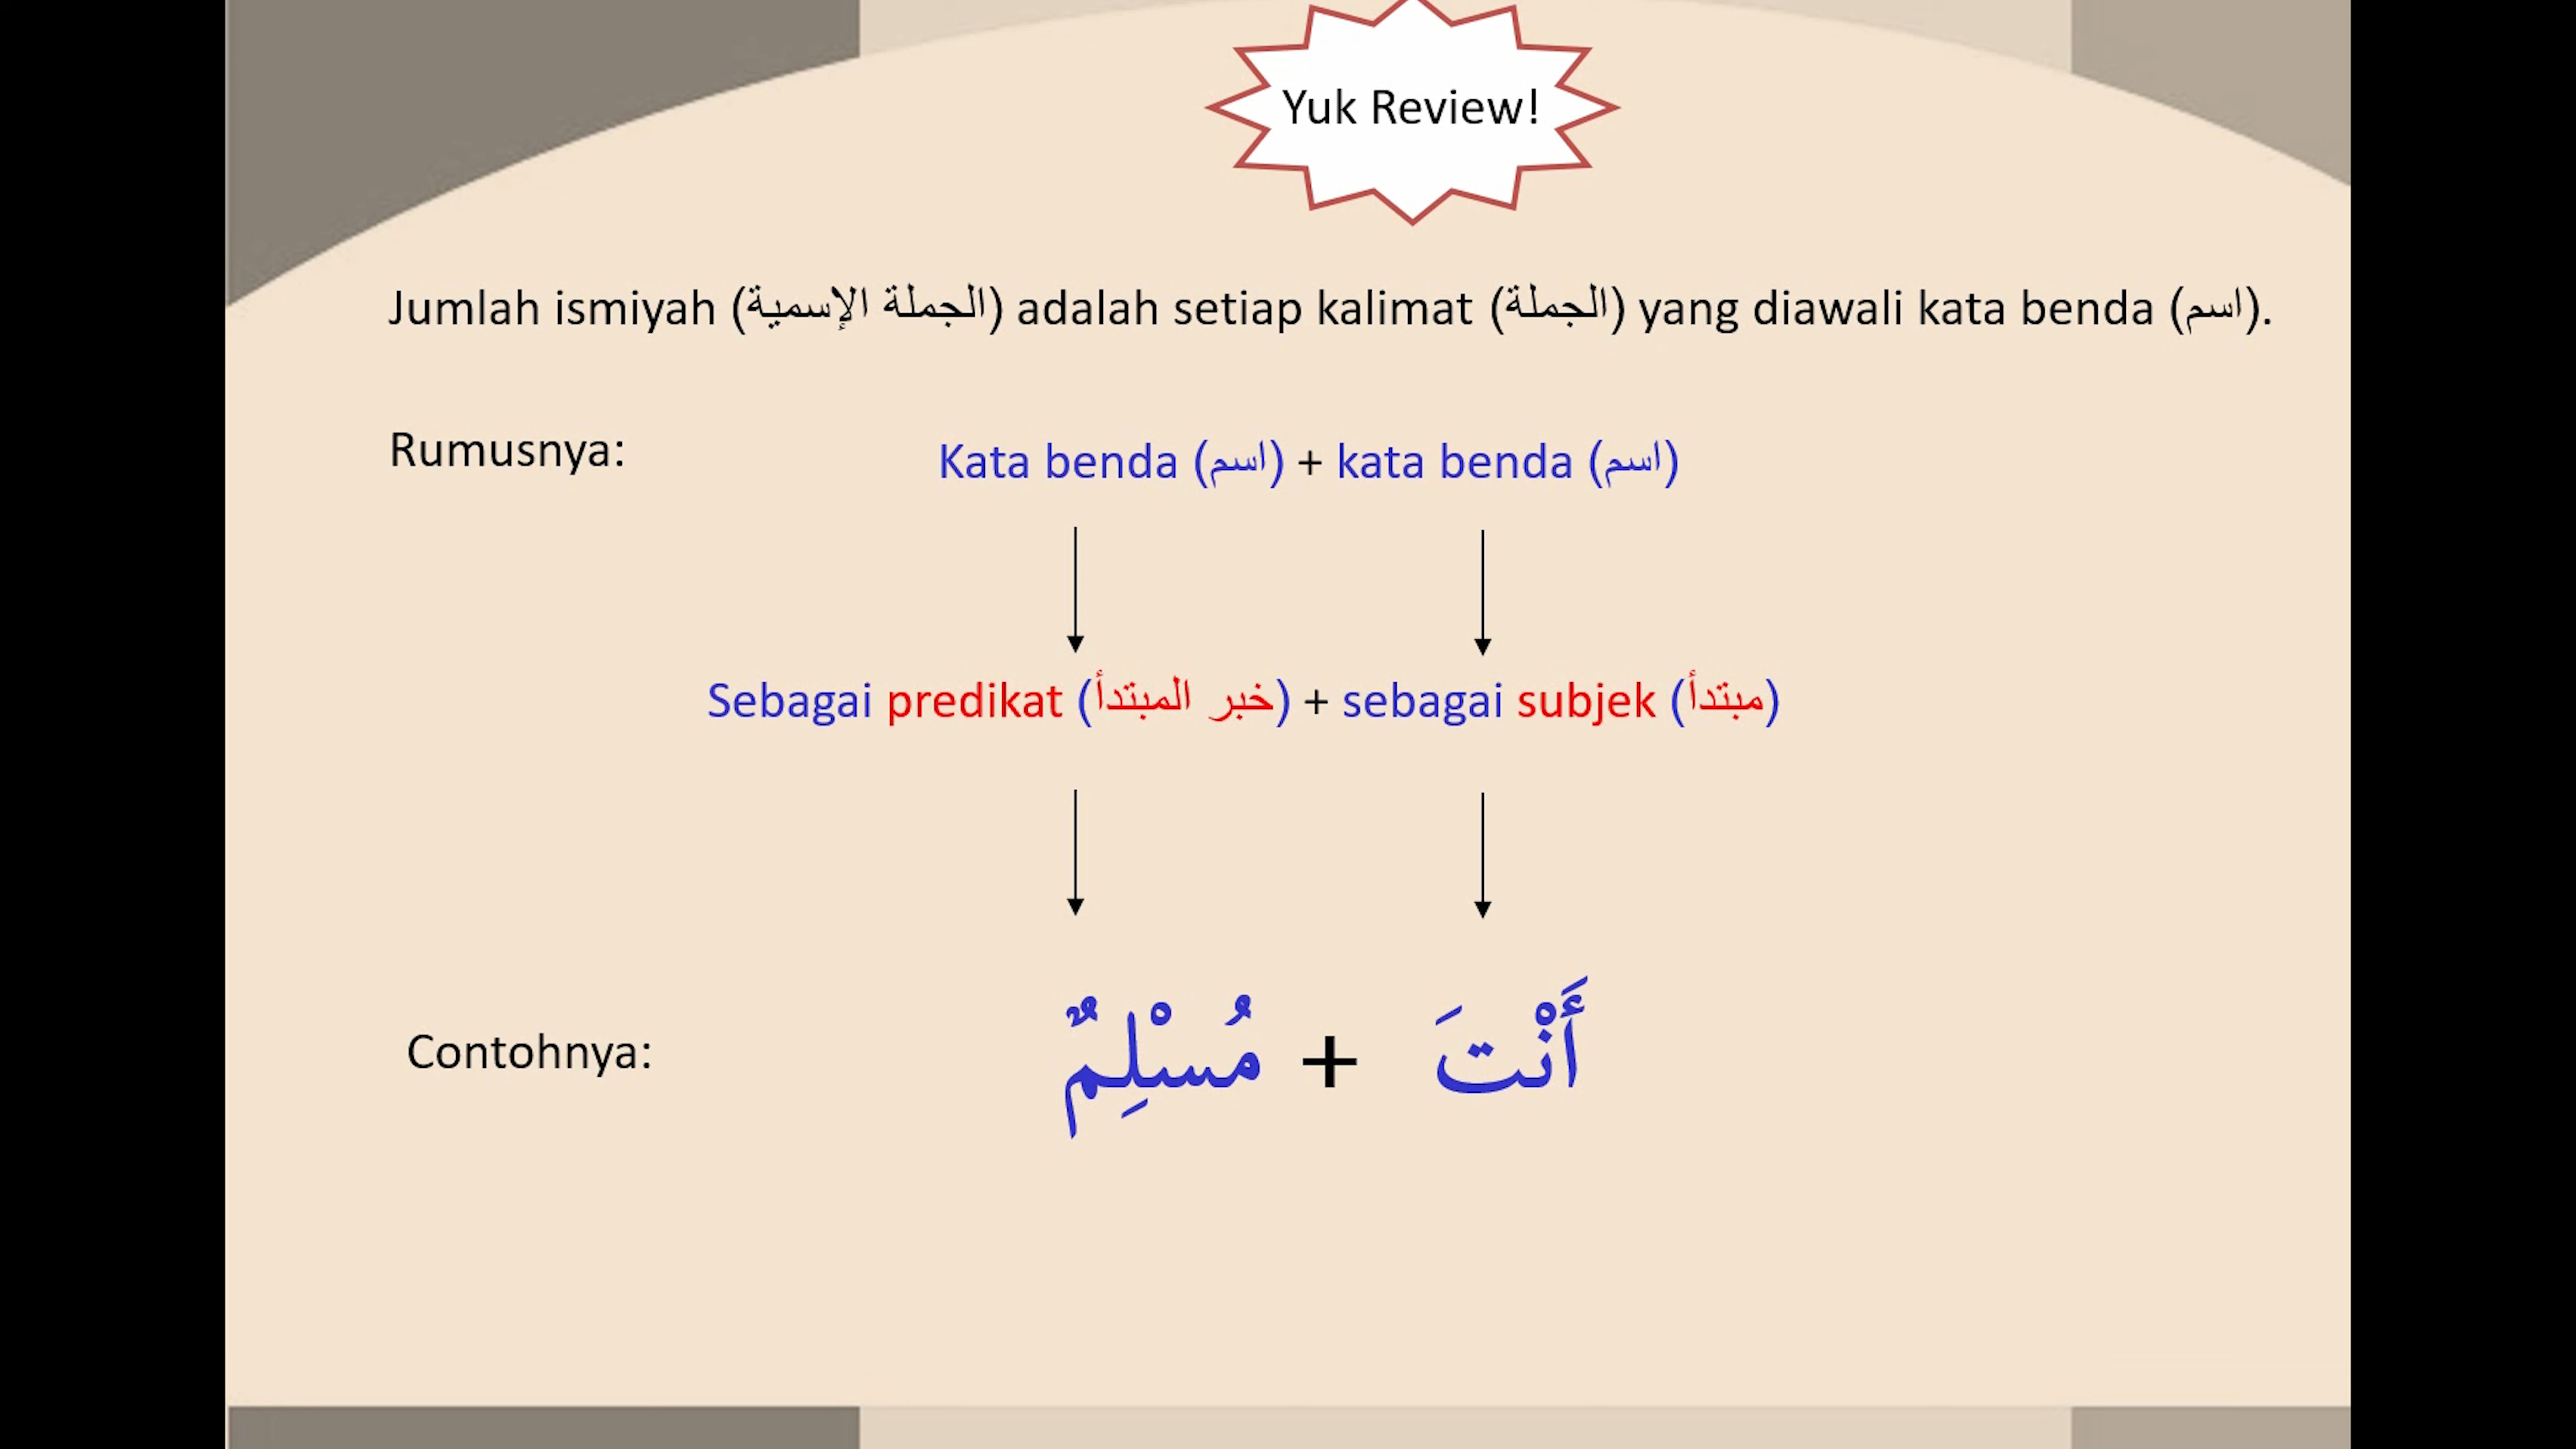 Yuk Review!
Jumlah ismiyah (الجملة الإسمية) adalah setiap kalimat (الجملة) yang diawali kata benda (اسم).
Rumusnya:
Kata benda (اسم) + kata benda (اسم)
Sebagai predikat (خبر المبتدأ) + sebagai subjek (مبتدأ)
Contohnya:
أَنْتَ + مُسْلِمٌ